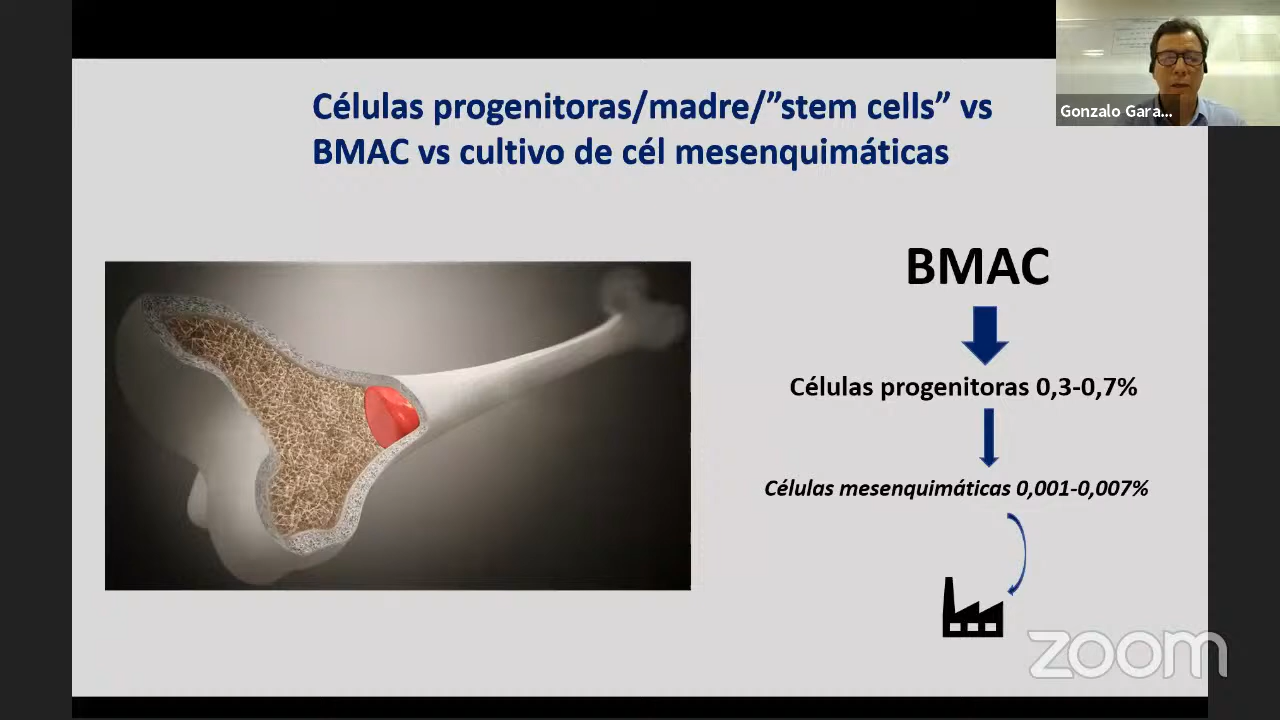 Células progenitoras/madre/”stem cells” vs
BMAC vs cultivo de cél mesenquimáticas
Gonzalo Gara...
BMAC
Células progenitoras 0,3-0,7%
Células mesenquimáticas 0,001-0,007%
zoom